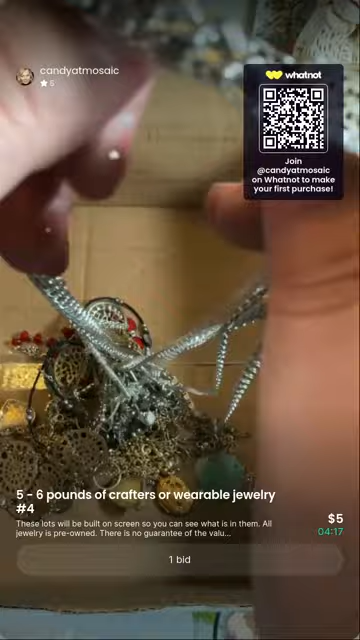 candyatmosaic
★ 5
whatnot
Join
@candyatmosaic
on Whatnot to make
your first purchase!
5 - 6 pounds of crafters or wearable jewelry
#4
These lots will be built on screen so you can see what is in them. All
jewelry is pre-owned. There is no guarantee of the valu...
$5
04:17
1 bid